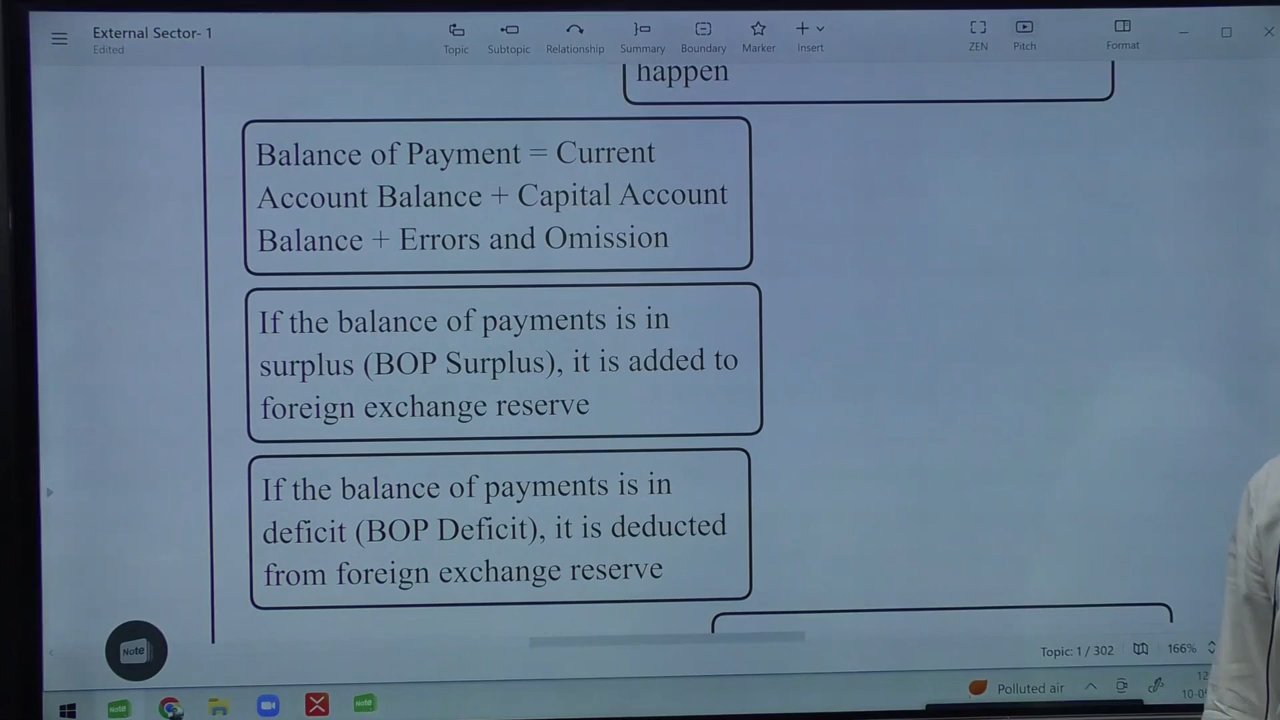 External Sector- 1
Edited
Topic
Subtopic
Relationship
Summary
Boundary
Marker
Insert
ZEN
Pitch
Format
happen
Balance of Payment = Current
Account Balance + Capital Account
Balance + Errors and Omission
If the balance of payments is in
surplus (BOP Surplus), it is added to
foreign exchange reserve
If the balance of payments is in
deficit (BOP Deficit), it is deducted
from foreign exchange reserve
Note
Topic: 1 / 302
166%
Polluted air
Note
Note